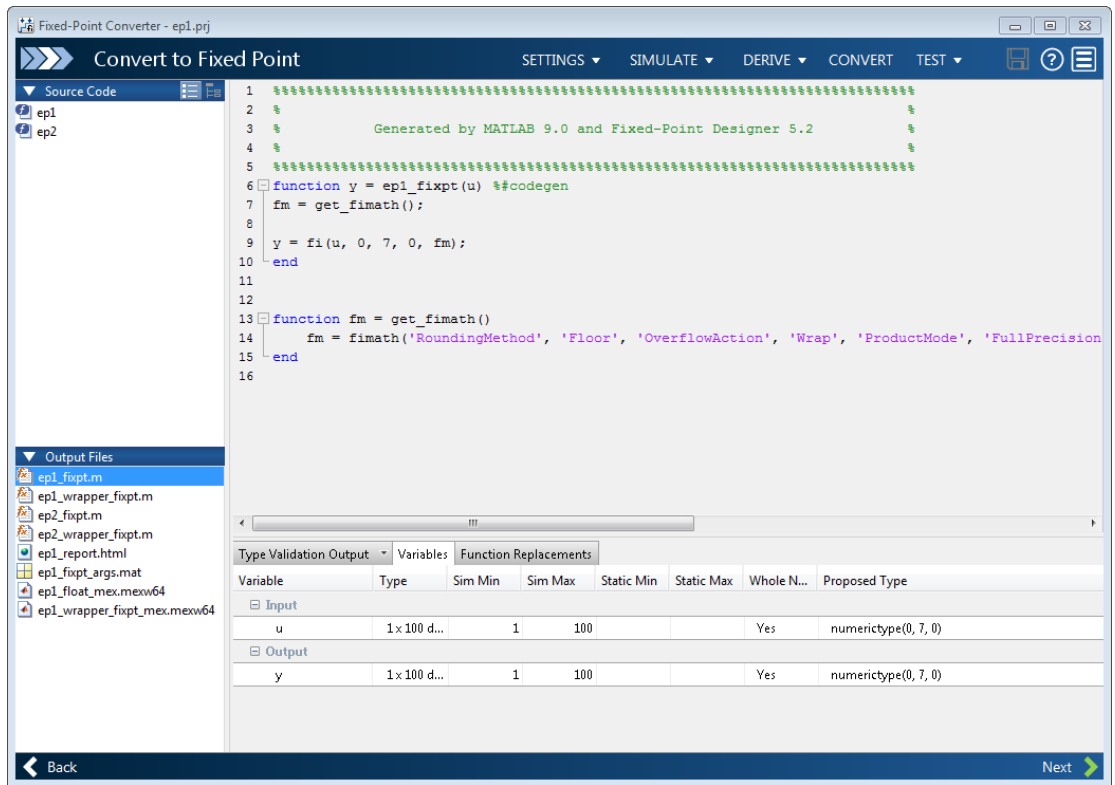 Fixed-Point Converter - ep1.prj
Convert to Fixed Point SETTINGS SIMULATE DERIVE CONVERT TEST
Source Code
ep1
ep2
1 %%%%%%%%%%%%%%%%%%%%%%%%%%%%%%%%%%%%%%%%%%%%%%%%%%%%%%%%%%%%%%%%%%%%%%%%%%
2 % %
3 % Generated by MATLAB 9.0 and Fixed-Point Designer 5.2 %
4 % %
5 %%%%%%%%%%%%%%%%%%%%%%%%%%%%%%%%%%%%%%%%%%%%%%%%%%%%%%%%%%%%%%%%%%%%%%%%%%
6 function y = ep1_fixpt(u) %#codegen
7 fm = get_fimath();
8
9 y = fi(u, 0, 7, 0, fm);
10 end
11
12
13 function fm = get_fimath()
14 fm = fimath('RoundingMethod', 'Floor', 'OverflowAction', 'Wrap', 'ProductMode', 'FullPrecision
15 end
16
Output Files
ep1_fixpt.m
ep1_wrapper_fixpt.m
ep2_fixpt.m
ep2_wrapper_fixpt.m
ep1_report.html
ep1_fixpt_args.mat
ep1_float_mex.mexw64
ep1_wrapper_fixpt_mex.mexw64
Type Validation Output Variables Function Replacements
Variable Type Sim Min Sim Max Static Min Static Max Whole N... Proposed Type
Input
u 1 x 100 d... 1 100 Yes numerictype(0, 7, 0)
Output
y 1 x 100 d... 1 100 Yes numerictype(0, 7, 0)
Back Next